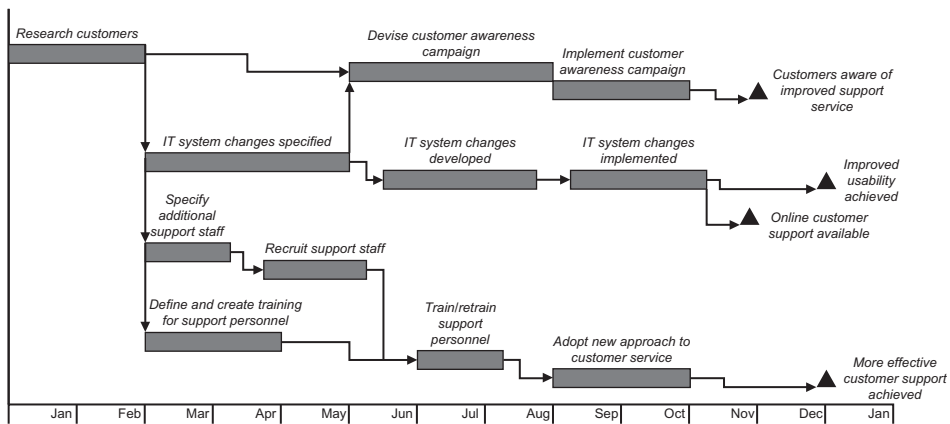 Research customers
Devise customer awareness
campaign
Implement customer
awareness campaign
Customers aware of
improved support
service
IT system changes specified
IT system changes
developed
IT system changes
implemented
Improved
usability
achieved
Online customer
support available
Specify
additional
support staff
Recruit support staff
Define and create training
for support personnel
Train/retrain
support
personnel
Adopt new approach to
customer service
More effective
customer support
achieved
Jan Feb Mar Apr May Jun Jul Aug Sep Oct Nov Dec Jan